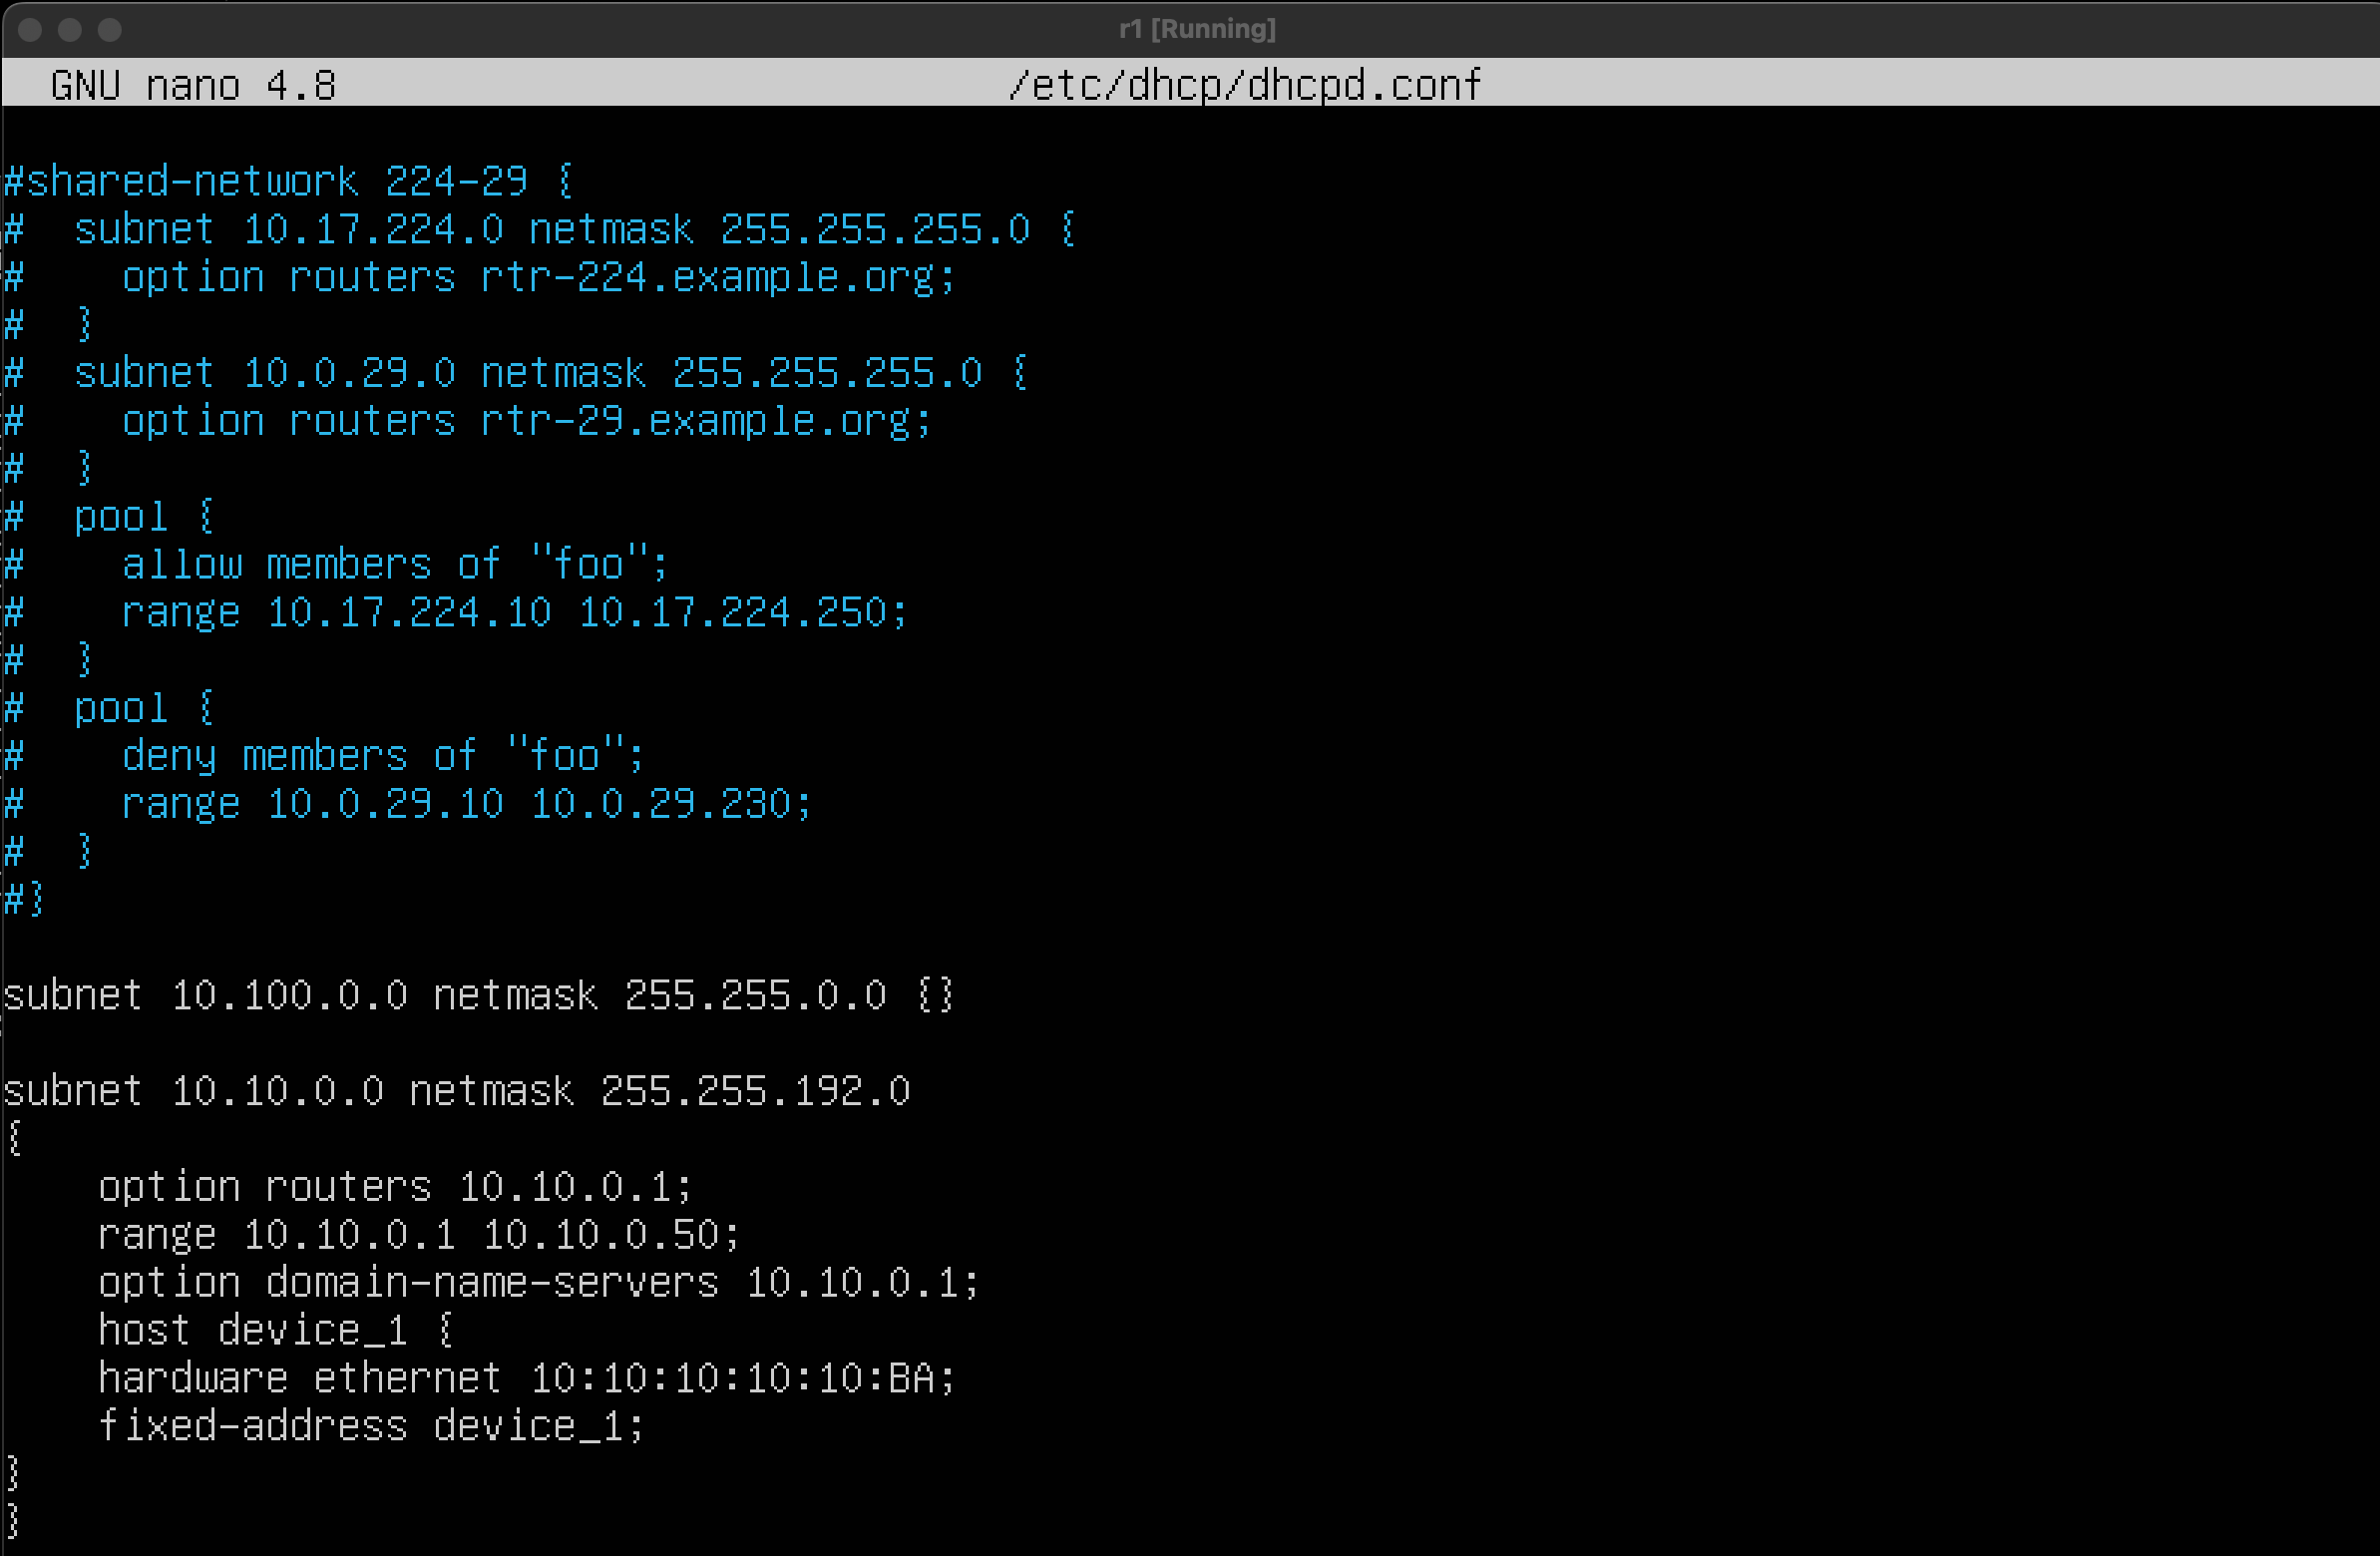 r1 [Running]
GNU nano 4.8 /etc/dhcp/dhcpd.conf
#shared-network 224-29 {
#  subnet 10.17.224.0 netmask 255.255.255.0 {
#    option routers rtr-224.example.org;
#  }
#  subnet 10.0.29.0 netmask 255.255.255.0 {
#    option routers rtr-29.example.org;
#  }
#  pool {
#    allow members of "foo";
#    range 10.17.224.10 10.17.224.250;
#  }
#  pool {
#    deny members of "foo";
#    range 10.0.29.10 10.0.29.230;
#  }
#}
subnet 10.100.0.0 netmask 255.255.0.0 {}
subnet 10.10.0.0 netmask 255.255.192.0
{
    option routers 10.10.0.1;
    range 10.10.0.1 10.10.0.50;
    option domain-name-servers 10.10.0.1;
    host device_1 {
    hardware ethernet 10:10:10:10:10:BA;
    fixed-address device_1;
}
}